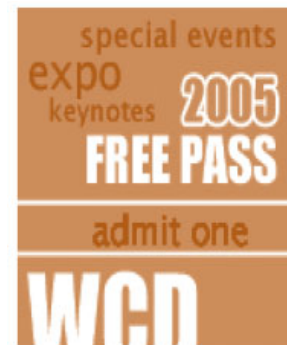 special events
expo
keynotes 2005
FREE PASS
admit one
WCD